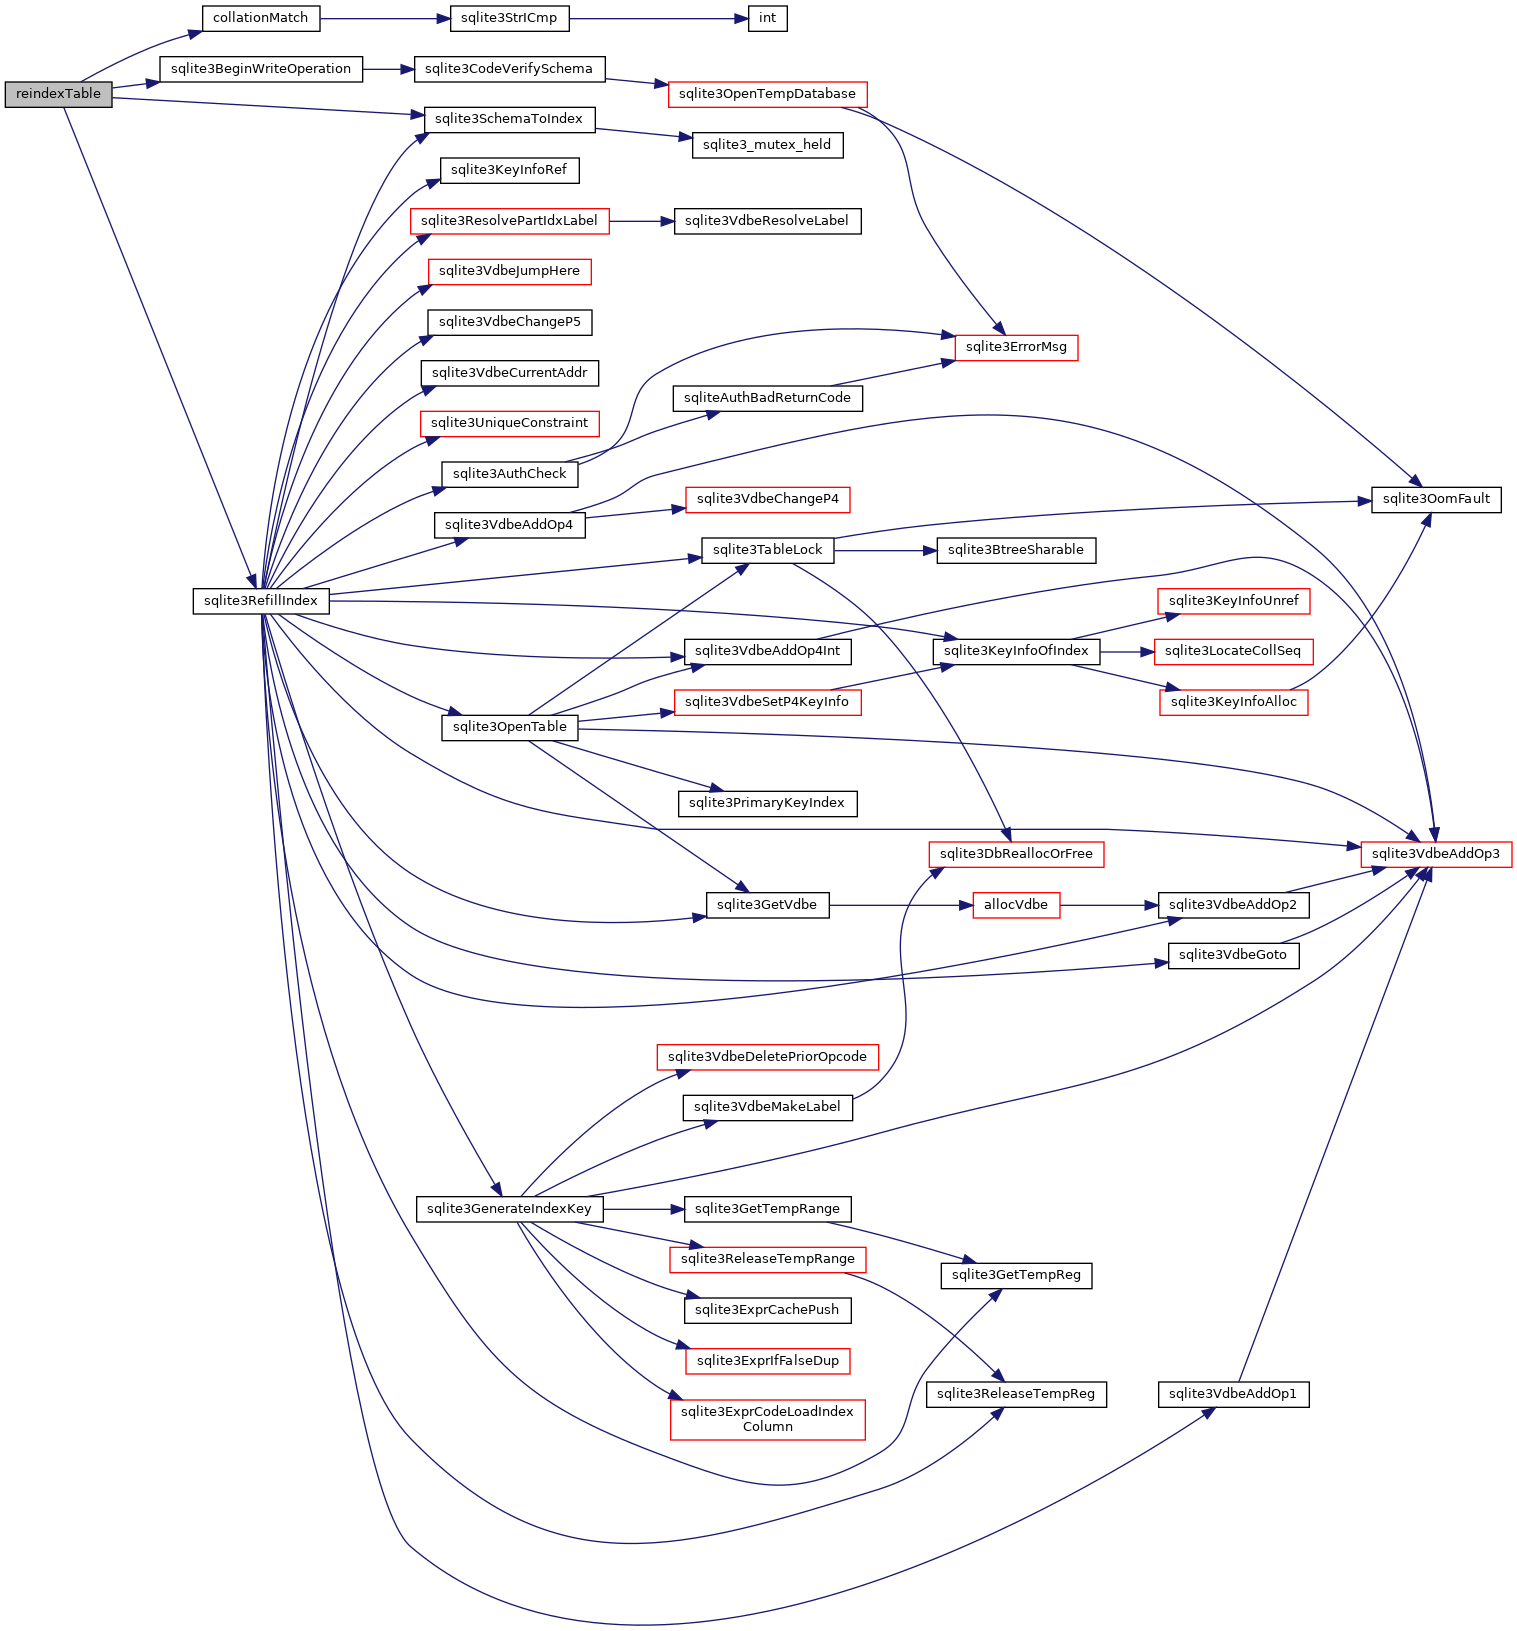 collationMatch
sqlite3StrICmp
int
sqlite3BeginWriteOperation
sqlite3CodeVerifySchema
reindexTable
sqlite3OpenTempDatabase
sqlite3SchemaToIndex
sqlite3_mutex_held
sqlite3KeyInfoRef
sqlite3ResolvePartIdxLabel
sqlite3VdbeResolveLabel
sqlite3VdbeJumpHere
sqlite3VdbeChangeP5
sqlite3ErrorMsg
sqlite3VdbeCurrentAddr
sqliteAuthBadReturnCode
sqlite3UniqueConstraint
sqlite3AuthCheck
sqlite3VdbeChangeP4
sqlite3OomFault
sqlite3VdbeAddOp4
sqlite3TableLock
sqlite3BtreeSharable
sqlite3RefillIndex
sqlite3KeyInfoUnref
sqlite3VdbeAddOp4Int
sqlite3KeyInfoOfIndex
sqlite3LocateCollSeq
sqlite3VdbeSetP4KeyInfo
sqlite3KeyInfoAlloc
sqlite3OpenTable
sqlite3PrimaryKeyIndex
sqlite3DbReallocOrFree
sqlite3VdbeAddOp3
sqlite3GetVdbe
allocVdbe
sqlite3VdbeAddOp2
sqlite3VdbeGoto
sqlite3VdbeDeletePriorOpcode
sqlite3VdbeMakeLabel
sqlite3GenerateIndexKey
sqlite3GetTempRange
sqlite3ReleaseTempRange
sqlite3GetTempReg
sqlite3ExprCachePush
sqlite3ExprIfFalseDup
sqlite3ReleaseTempReg
sqlite3VdbeAddOp1
sqlite3ExprCodeLoadIndex
Column